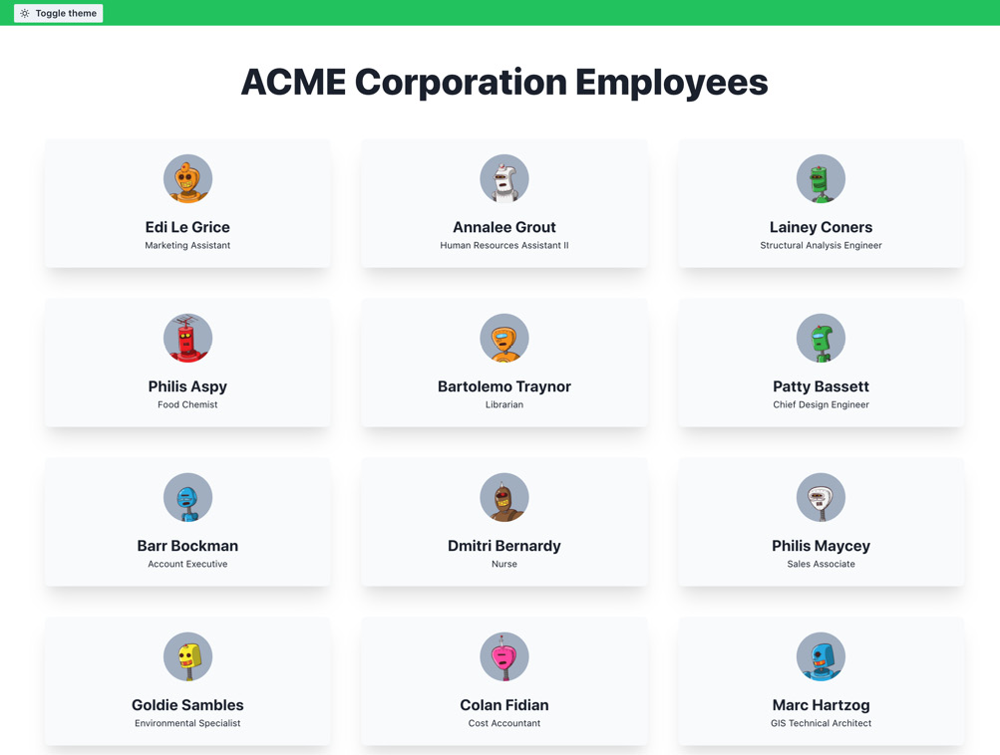 Toggle theme
ACME Corporation Employees
Edi Le Grice
Marketing Assistant
Annalee Grout
Human Resources Assistant II
Lainey Coners
Structural Analysis Engineer
Philis Aspy
Food Chemist
Bartolemo Traynor
Librarian
Patty Bassett
Chief Design Engineer
Barr Bockman
Account Executive
Dmitri Bernardy
Nurse
Philis Maycey
Sales Associate
Goldie Sambles
Environmental Specialist
Colan Fidian
Cost Accountant
Marc Hartzog
GIS Technical Architect